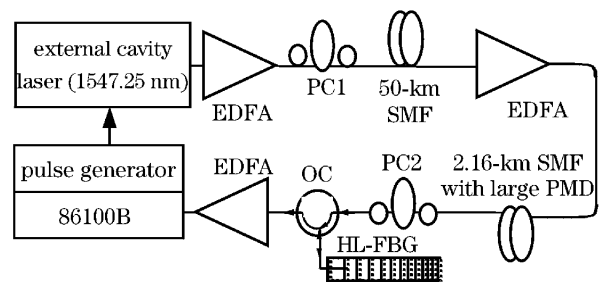 external cavity
laser (1547.25 nm)
EDFA
PC1
50-km
SMF
EDFA
pulse generator
86100B
EDFA
OC
PC2
2.16-km SMF
with large PMD
HL-FBG